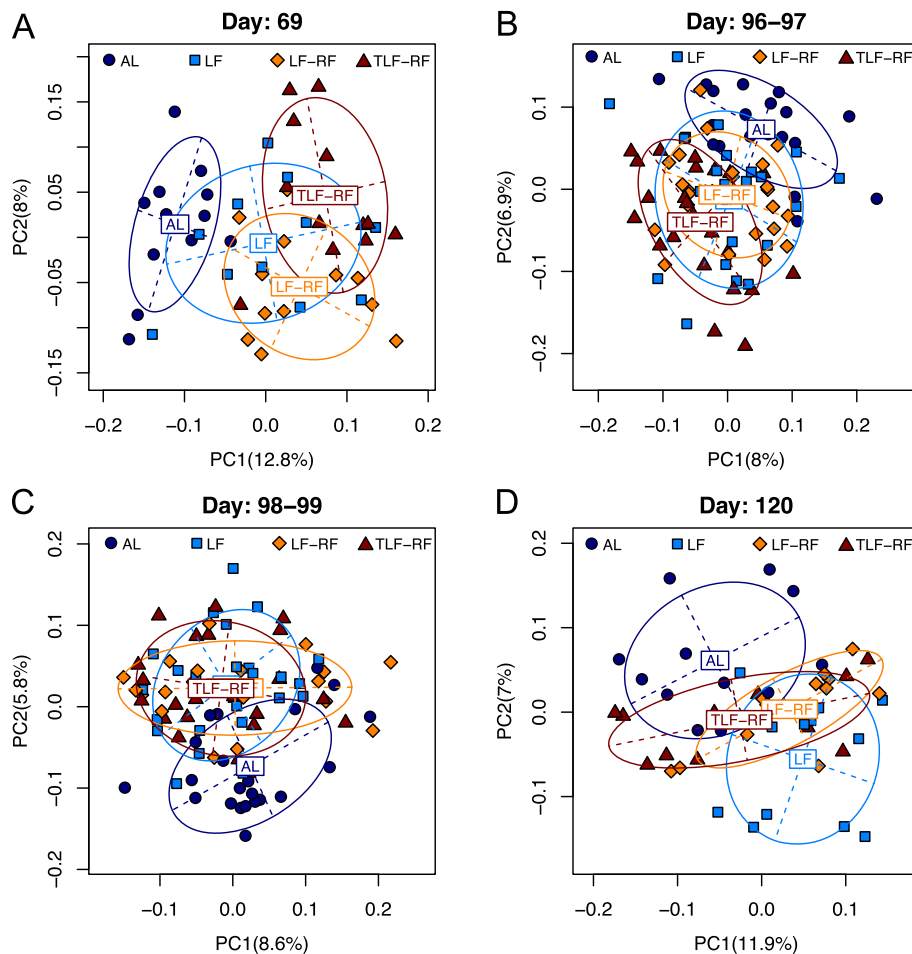 A
Day: 69
AL LF LF−RF TLF−RF
PC2(8%)
0.15
0.05
−0.05
−0.15
TLF−RF
AL
LF
LF−RF
−0.2 −0.1 0.0 0.1 0.2
PC1(12.8%)
B
Day: 96−97
AL LF LF−RF TLF−RF
PC2(6.9%)
0.1
0.0
−0.1
−0.2
AL
LF−RF
TLF−RF
−0.2 −0.1 0.0 0.1
PC1(8%)
C
Day: 98−99
AL LF LF−RF TLF−RF
PC2(5.8%)
0.2
0.1
0.0
−0.1
−0.2
TLF−RF
AL
−0.1 0.0 0.1 0.2
PC1(8.6%)
D
Day: 120
AL LF LF−RF TLF−RF
PC2(7%)
0.2
0.1
0.0
−0.1
AL
LF−RF
TLF−RF
LF
−0.2 −0.1 0.0 0.1
PC1(11.9%)